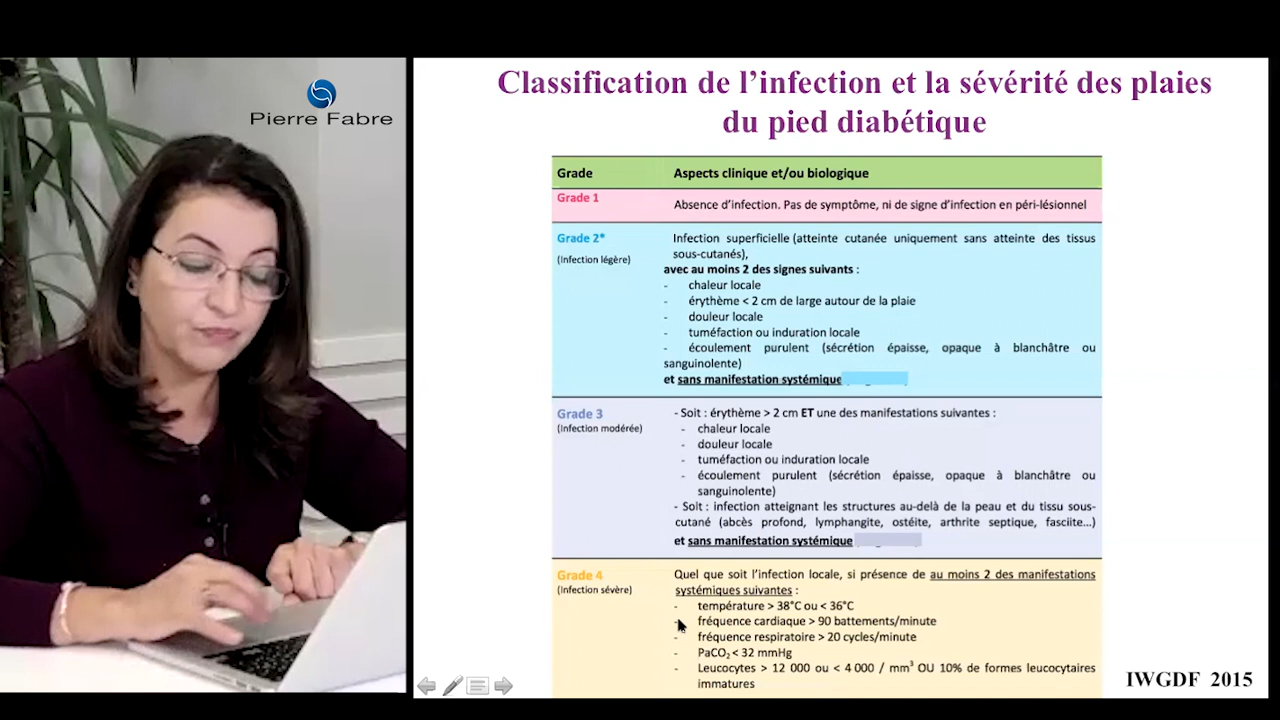 Pierre Fabre
Classification de l’infection et la sévérité des plaies
du pied diabétique
Grade Aspects clinique et/ou biologique
Grade 1 Absence d’infection. Pas de symptôme, ni de signe d’infection en péri-lésionnel
Grade 2* Infection superficielle (atteinte cutanée uniquement sans atteinte des tissus
(Infection légère) sous-cutanés),
avec au moins 2 des signes suivants :
- chaleur locale
- érythème < 2 cm de large autour de la plaie
- douleur locale
- tuméfaction ou induration locale
- écoulement purulent (sécrétion épaisse, opaque à blanchâtre ou
sanguinolente)
et sans manifestation systémique
Grade 3 - Soit : érythème > 2 cm ET une des manifestations suivantes :
(Infection modérée) - chaleur locale
- douleur locale
- tuméfaction ou induration locale
- écoulement purulent (sécrétion épaisse, opaque à blanchâtre ou
sanguinolente)
- Soit : infection atteignant les structures au-delà de la peau et du tissu sous-
cutané (abcès profond, lymphangite, ostéite, arthrite septique, fasciite…)
et sans manifestation systémique
Grade 4 Quel que soit l’infection locale, si présence de au moins 2 des manifestations
(Infection sévère) systémiques suivantes :
- température > 38°C ou < 36°C
- fréquence cardiaque > 90 battements/minute
- fréquence respiratoire > 20 cycles/minute
- PaCO₂ < 32 mmHg
- Leucocytes > 12 000 ou < 4 000 / mm³ OU 10% de formes leucocytaires
immatures
IWGDF 2015